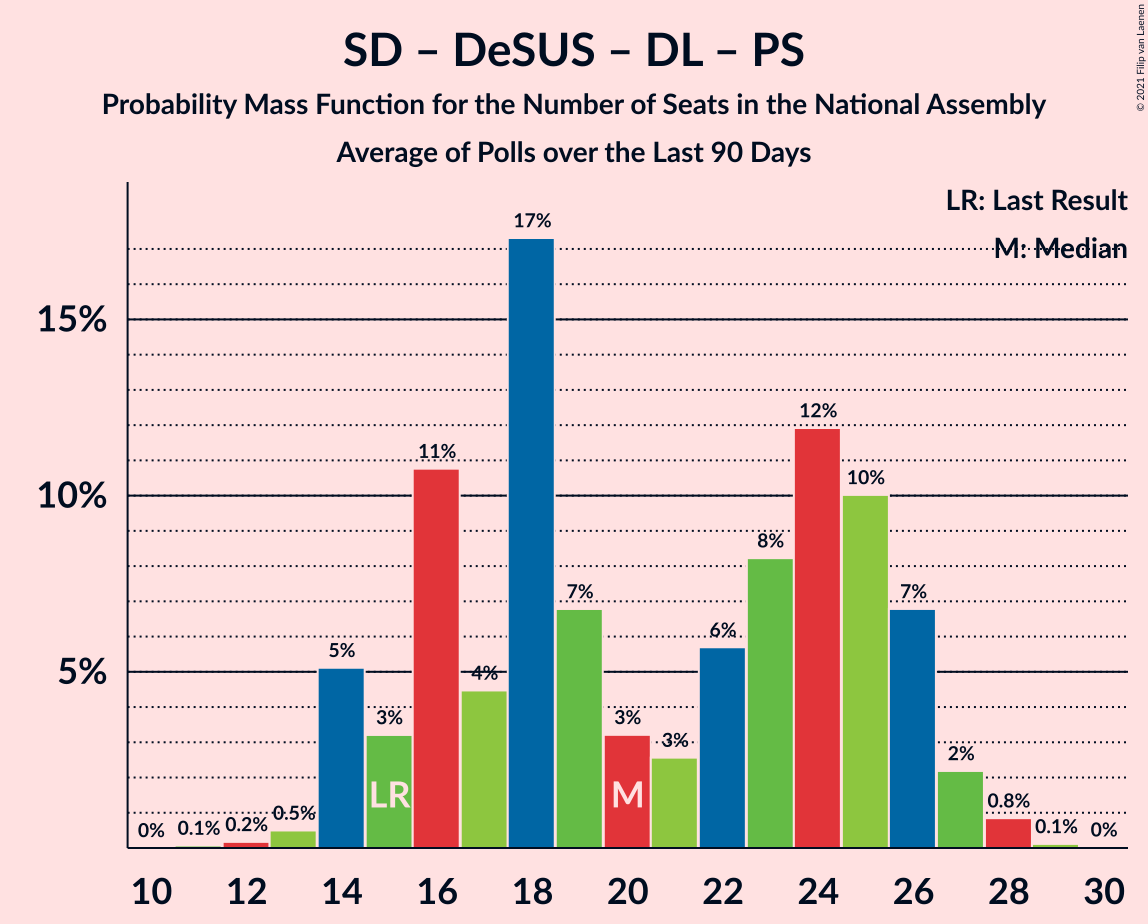 SD – DeSUS – DL – PS
Probability Mass Function for the Number of Seats in the National Assembly
Average of Polls over the Last 90 Days
© 2021 Filip van Laenen
LR: Last Result
M: Median
15%
10%
5%
0%
0.1%
0.2%
0.5%
5%
3%
11%
4%
17%
7%
3%
3%
6%
8%
12%
10%
7%
2%
0.8%
0.1%
0%
LR
M
10 12 14 16 18 20 22 24 26 28 30